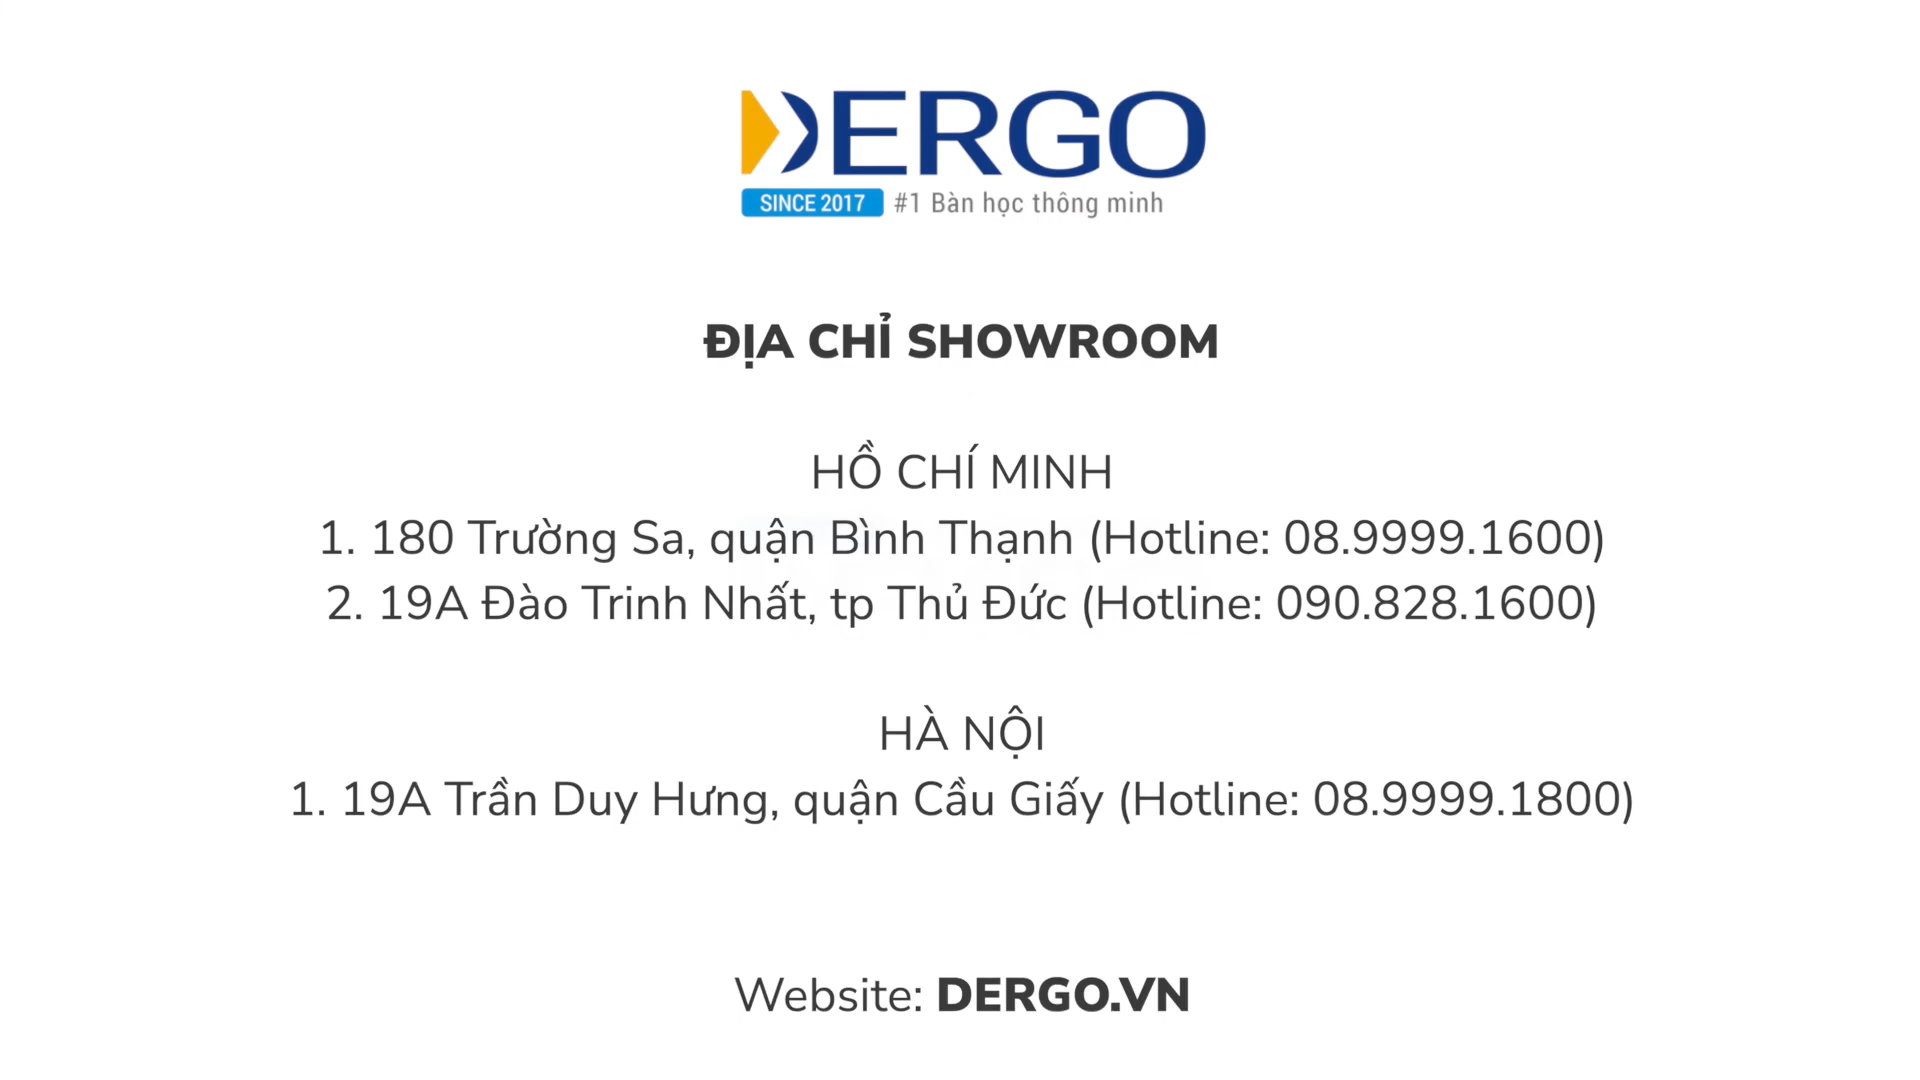 DERGO
SINCE 2017 #1 Bàn học thông minh
ĐỊA CHỈ SHOWROOM
HỒ CHÍ MINH
1. 180 Trường Sa, quận Bình Thạnh (Hotline: 08.9999.1600)
2. 19A Đào Trinh Nhất, tp Thủ Đức (Hotline: 090.828.1600)
HÀ NỘI
1. 19A Trần Duy Hưng, quận Cầu Giấy (Hotline: 08.9999.1800)
Website: DERGO.VN